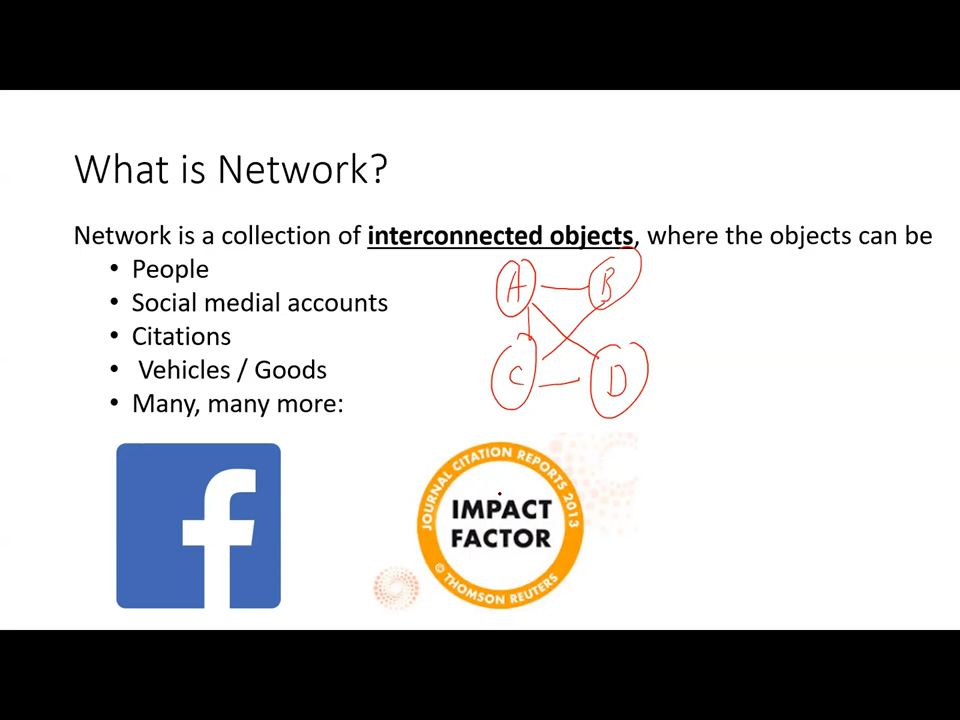 What is Network?
Network is a collection of interconnected objects, where the objects can be
• People
• Social medial accounts
• Citations
• Vehicles / Goods
• Many, many more:
A B
C D
f
JOURNAL CITATION REPORTS 2013
IMPACT
FACTOR
© THOMSON REUTERS